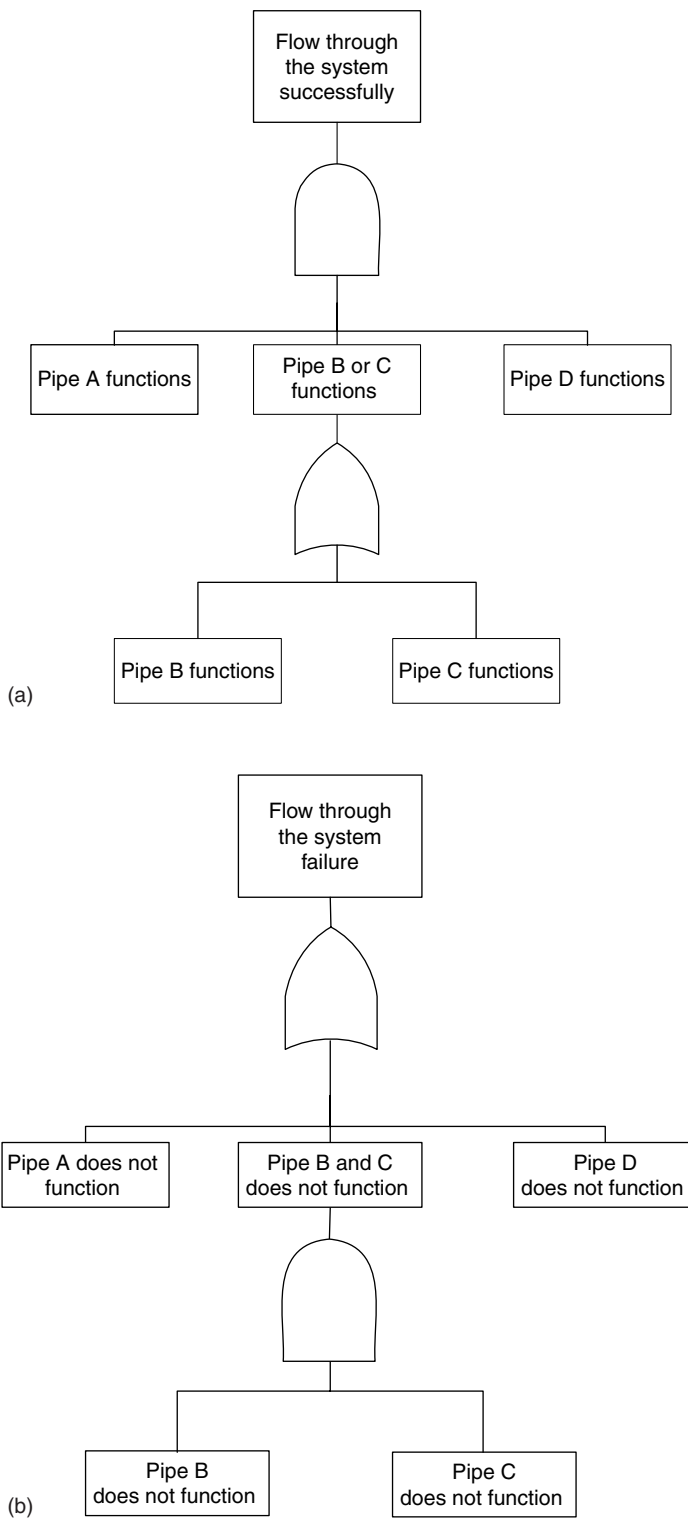 Flow through
the system
successfully
Pipe A functions
Pipe B or C
functions
Pipe D functions
Pipe B functions
Pipe C functions
(a)
Flow through
the system
failure
Pipe A does not
function
Pipe B and C
does not function
Pipe D
does not function
Pipe B
does not function
Pipe C
does not function
(b)